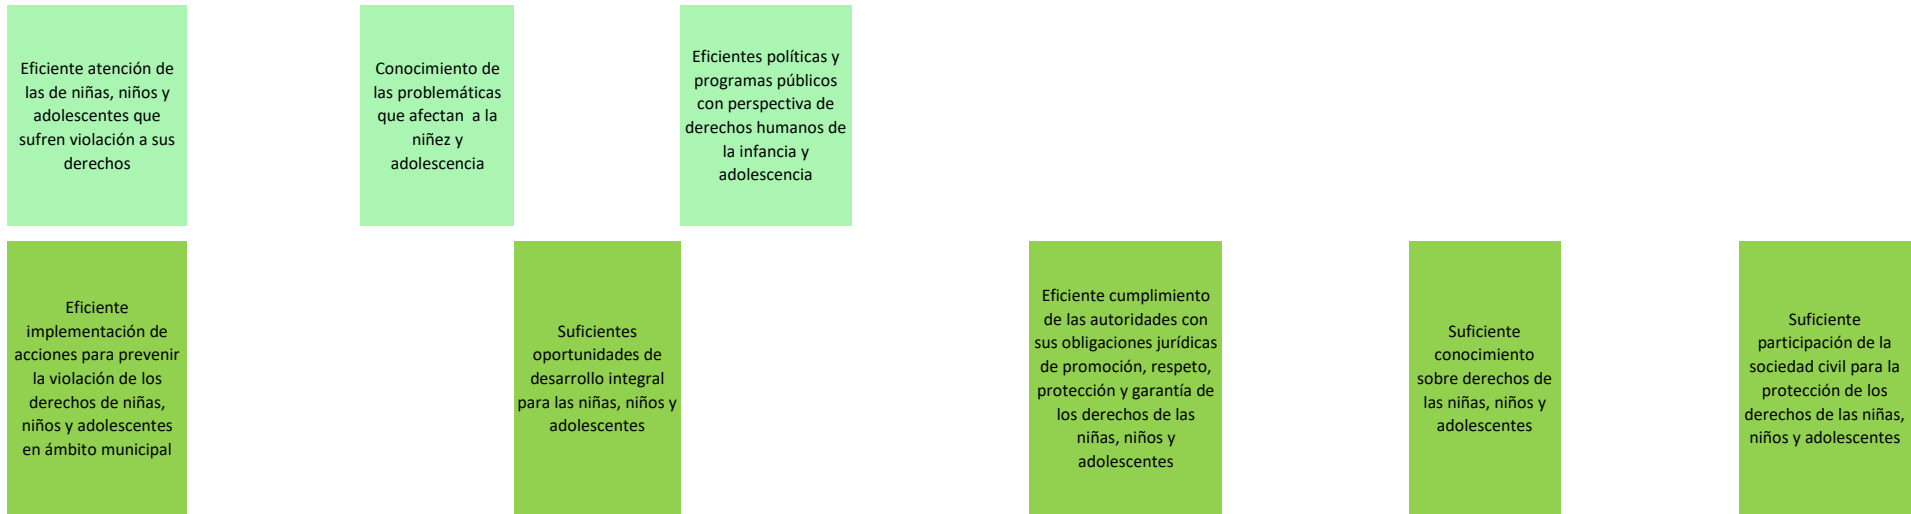 Eficiente atención de
las de niñas, niños y
adolescentes que
sufren violación a sus
derechos
Conocimiento de
las problemáticas
que afectan  a la
niñez y
adolescencia
Eficientes políticas y
programas públicos
con perspectiva de
derechos humanos de
la infancia y
adolescencia
Eficiente
implementación de
acciones para prevenir
la violación de los
derechos de niñas,
niños y adolescentes
en ámbito municipal
Suficientes
oportunidades de
desarrollo integral
para las niñas, niños y
adolescentes
Eficiente cumplimiento
de las autoridades con
sus obligaciones jurídicas
de promoción, respeto,
protección y garantía de
los derechos de las
niñas, niños y
adolescentes
Suficiente
conocimiento
sobre derechos de
las niñas, niños y
adolescentes
Suficiente
participación de la
sociedad civil para la
protección de los
derechos de las niñas,
niños y adolescentes